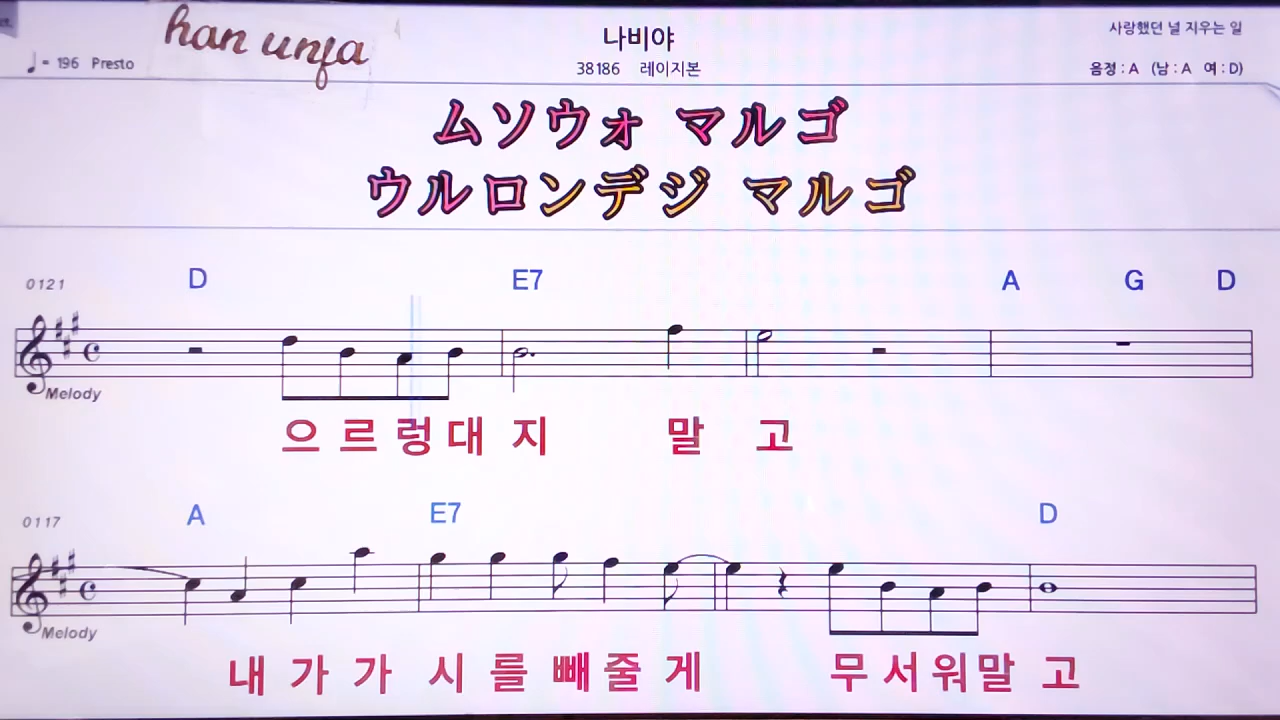 han unja
나비야
사랑했던 널 지우는 일
♩= 196 Presto
38186 레이지본
음정 : A (남 : A 여 : D)
ムソウォ マルゴ
ウルロンデジ マルゴ
0121
D E7 A G D
Melody
으르렁대지 말 고
0117
A E7 D
Melody
내 가 가 시 를 빼 줄 게 무 서 워 말 고